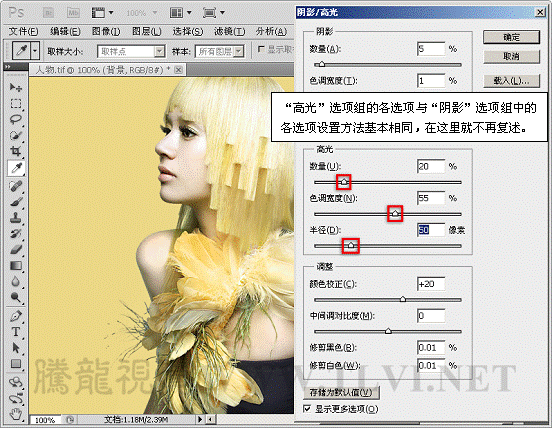 Ps
100%
文件(F) 编辑(E) 图像(I) 图层(L) 选择(S) 滤镜(T) 分析(A)
取样大小: 取样点 样本: 所有图层 显示取
人物.tif @ 100% (背景, RGB/8#) *
100% 文档:1.18M/2.39M
阴影/高光
阴影
数量(A): 5 %
色调宽度(T): 1 %
确定
取消
载入(L)...
“高光”选项组的各选项与“阴影”选项组中的
各选项设置方法基本相同，在这里就不再复述。
高光
数量(U): 20 %
色调宽度(N): 55 %
半径(D): 50 像素
调整
颜色校正(C): +20
中间调对比度(M): 0
修剪黑色(B): 0.01 %
修剪白色(W): 0.01 %
存储为默认值(V)
显示更多选项(O)
騰龍視